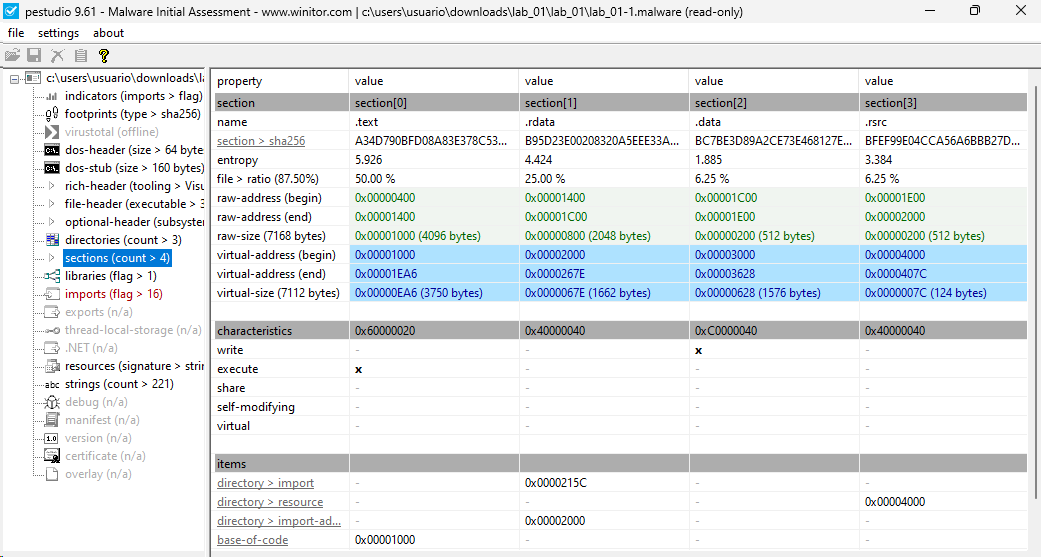 pestudio 9.61 - Malware Initial Assessment - www.winitor.com | c:\users\usuario\downloads\lab_01\lab_01\lab_01-1.malware (read-only)
file settings about
c:\users\usuario\downloads\l
indicators (imports > flag)
footprints (type > sha256)
virustotal (offline)
dos-header (size > 64 byte
dos-stub (size > 160 bytes)
rich-header (tooling > Visu
file-header (executable > 3
optional-header (subsyster
directories (count > 3)
sections (count > 4)
libraries (flag > 1)
imports (flag > 16)
exports (n/a)
thread-local-storage (n/a)
.NET (n/a)
resources (signature > strin
abc strings (count > 221)
debug (n/a)
manifest (n/a)
1.0 version (n/a)
certificate (n/a)
overlay (n/a)
property value value value value
section section[0] section[1] section[2] section[3]
name .text .rdata .data .rsrc
section > sha256 A34D790BFD08A83E378C53... B95D23E00208320A5EEE33A... BC7BE3D89A2CE73E468127E... BFEF99E04CCA56A6BBB27D...
entropy 5.926 4.424 1.885 3.384
file > ratio (87.50%) 50.00 % 25.00 % 6.25 % 6.25 %
raw-address (begin) 0x00000400 0x00001400 0x00001C00 0x00001E00
raw-address (end) 0x00001400 0x00001C00 0x00001E00 0x00002000
raw-size (7168 bytes) 0x00001000 (4096 bytes) 0x00000800 (2048 bytes) 0x00000200 (512 bytes) 0x00000200 (512 bytes)
virtual-address (begin) 0x00001000 0x00002000 0x00003000 0x00004000
virtual-address (end) 0x00001EA6 0x0000267E 0x00003628 0x0000407C
virtual-size (7112 bytes) 0x00000EA6 (3750 bytes) 0x0000067E (1662 bytes) 0x00000628 (1576 bytes) 0x0000007C (124 bytes)
characteristics 0x60000020 0x40000040 0xC0000040 0x40000040
write - - x -
execute x - - -
share - - - -
self-modifying - - - -
virtual - - - -
items
directory > import - 0x0000215C - -
directory > resource - - - 0x00004000
directory > import-ad... - 0x00002000 - -
base-of-code 0x00001000 - - -